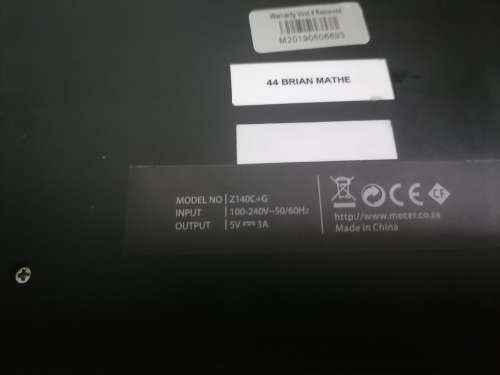 Warranty Void if Removed
M20190506693
44 BRIAN MATHE
MODEL NO Z140C+G
INPUT 100-240V~50/60Hz
OUTPUT 5V⎓3A
CE
http://www.mecer.co.za
Made in China